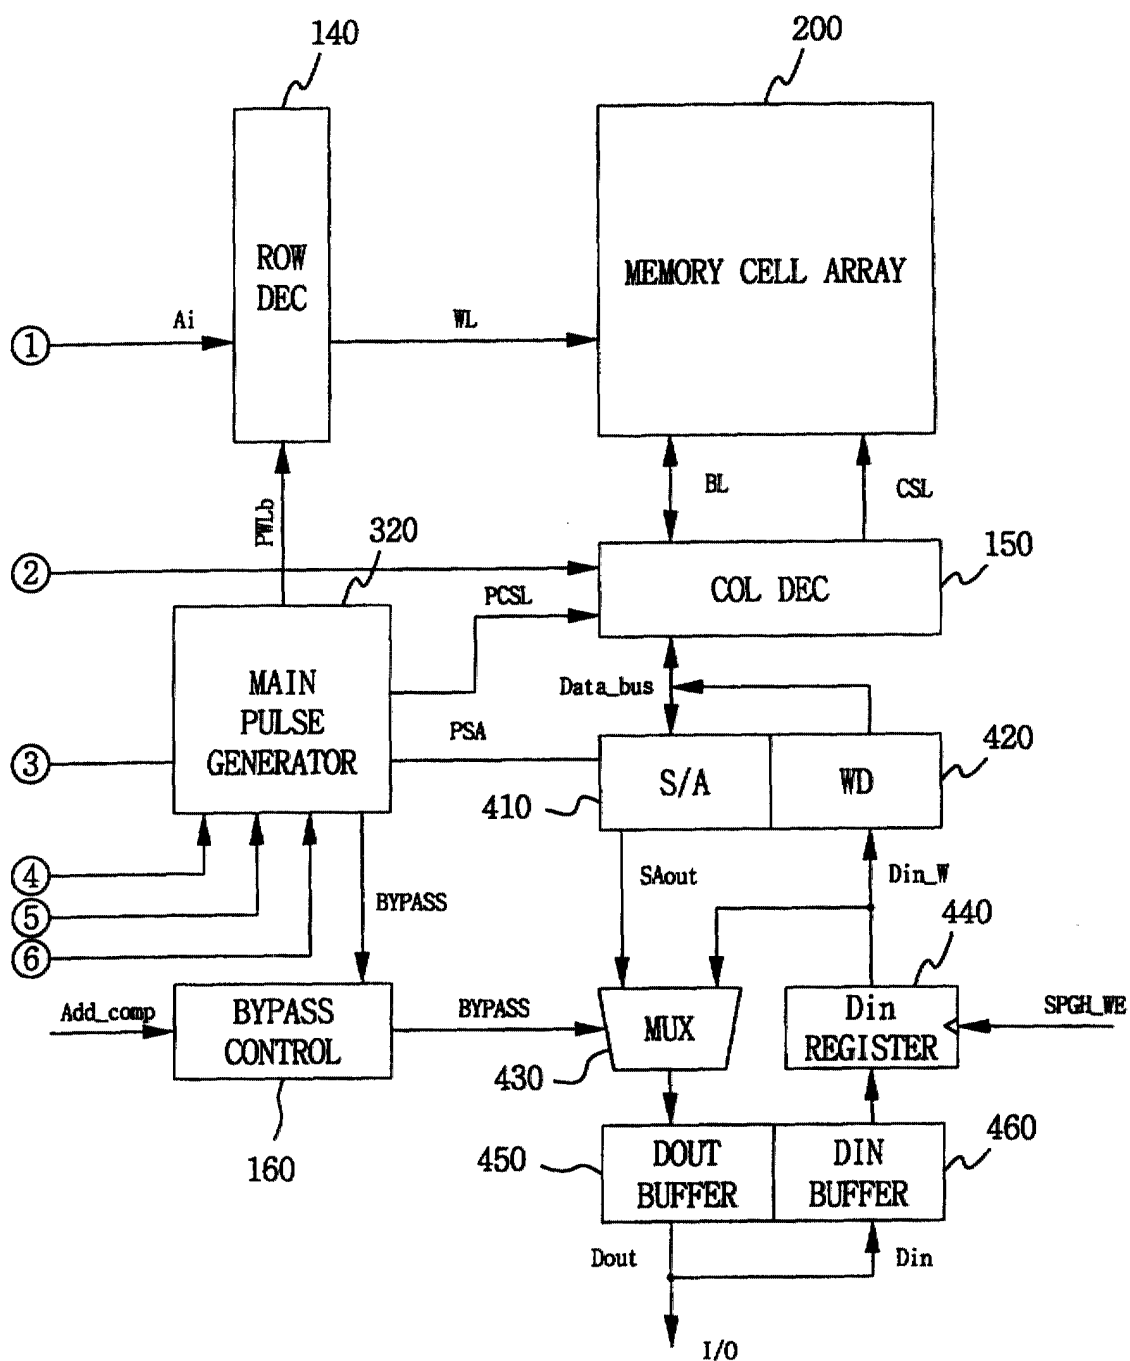 140
200
ROW
DEC
MEMORY CELL ARRAY
①
Ai
WL
PWLb
320
BL
CSL
②
150
COL DEC
PCSL
MAIN
PULSE
GENERATOR
Data_bus
③
PSA
420
S/A
WD
410
④
⑤
⑥
BYPASS
SAout
Din_W
440
Add_comp
BYPASS
CONTROL
BYPASS
MUX
Din
REGISTER
SPGH_WE
430
160
450
DOUT
BUFFER
DIN
BUFFER
460
Dout
Din
I/O